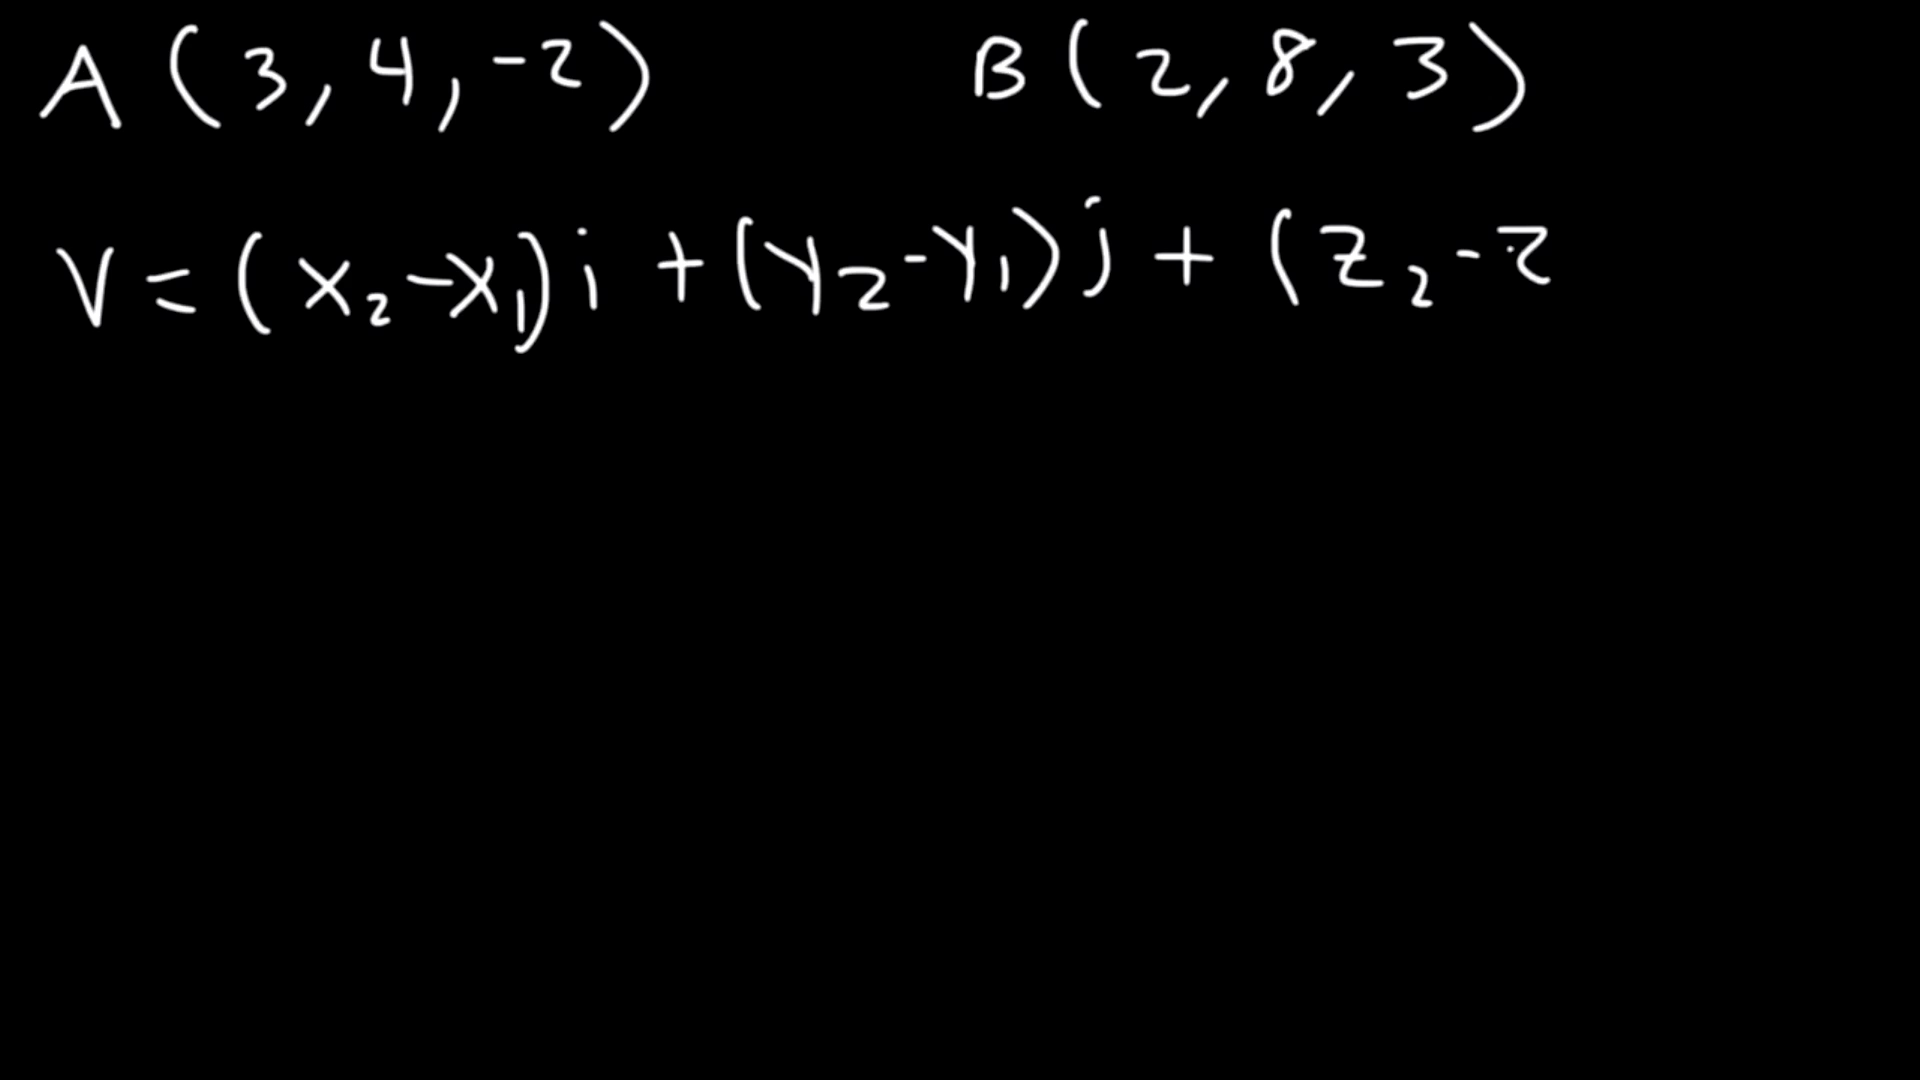 A (3, 4, -2) B (2, 8, 3)
V = (x₂-x₁) i + (y₂-y₁) j + (z₂ - z